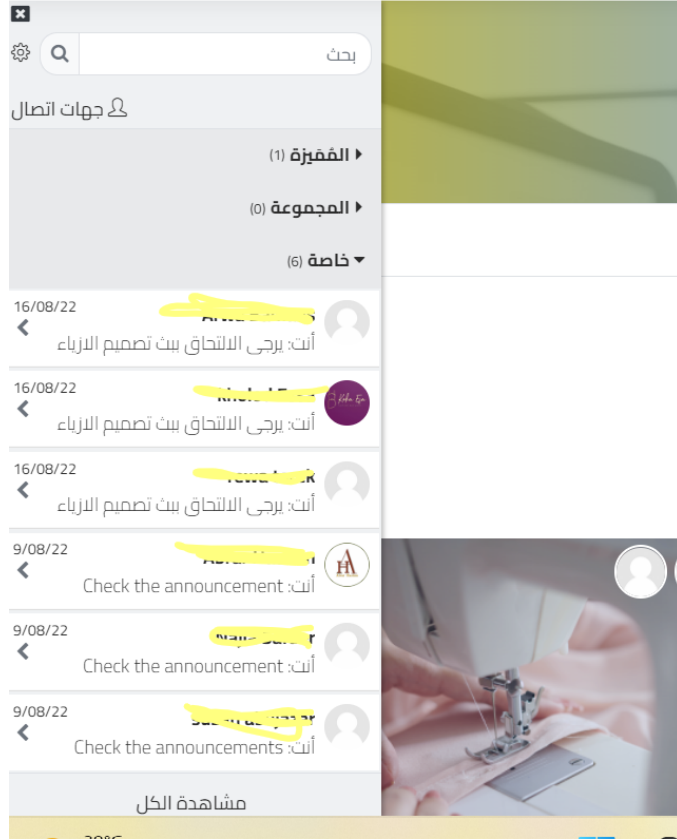 بحث
جهات اتصال
المُمَيزة (1)
المجموعة (0)
خاصة (6)
16/08/22
أنت: يرجى الالتحاق ببث تصميم الازياء
16/08/22
أنت: يرجى الالتحاق ببث تصميم الازياء
16/08/22
أنت: يرجى الالتحاق ببث تصميم الازياء
9/08/22
أنت: Check the announcement
9/08/22
أنت: Check the announcement
9/08/22
أنت: Check the announcements
مشاهدة الكل